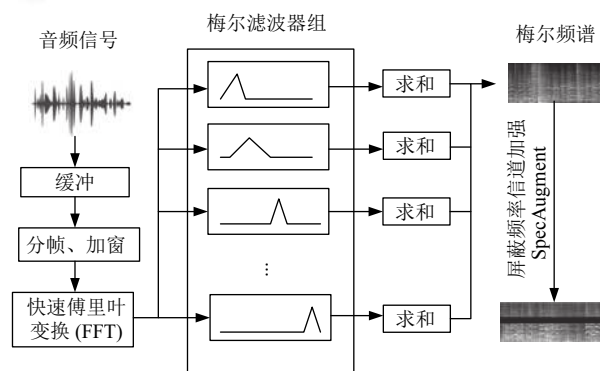 音频信号
缓冲
分帧、加窗
快速傅里叶
变换 (FFT)
梅尔滤波器组
...
求和
求和
求和
求和
梅尔频谱
屏蔽频率信道加强
SpecAugment